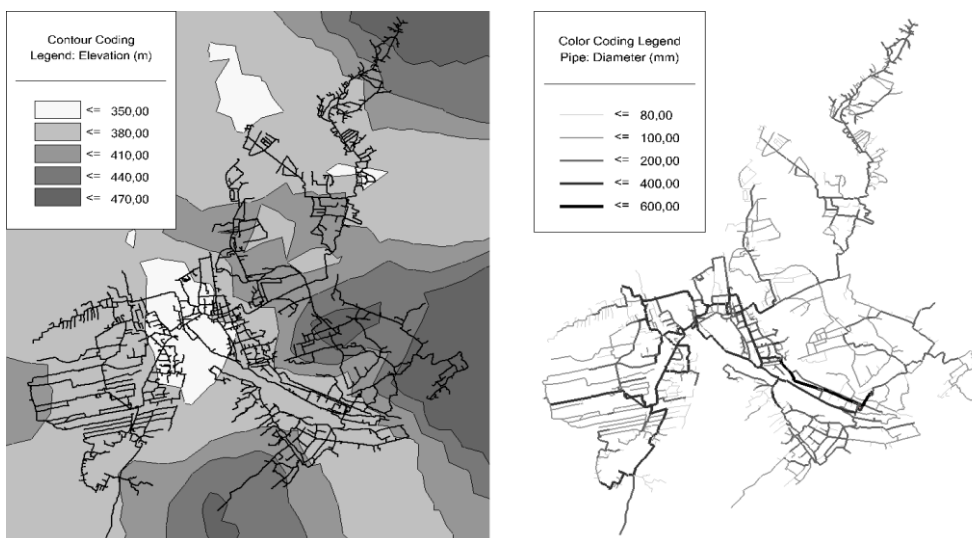 Contour Coding
Legend: Elevation (m)
<= 350,00
<= 380,00
<= 410,00
<= 440,00
<= 470,00
Color Coding Legend
Pipe: Diameter (mm)
<= 80,00
<= 100,00
<= 200,00
<= 400,00
<= 600,00